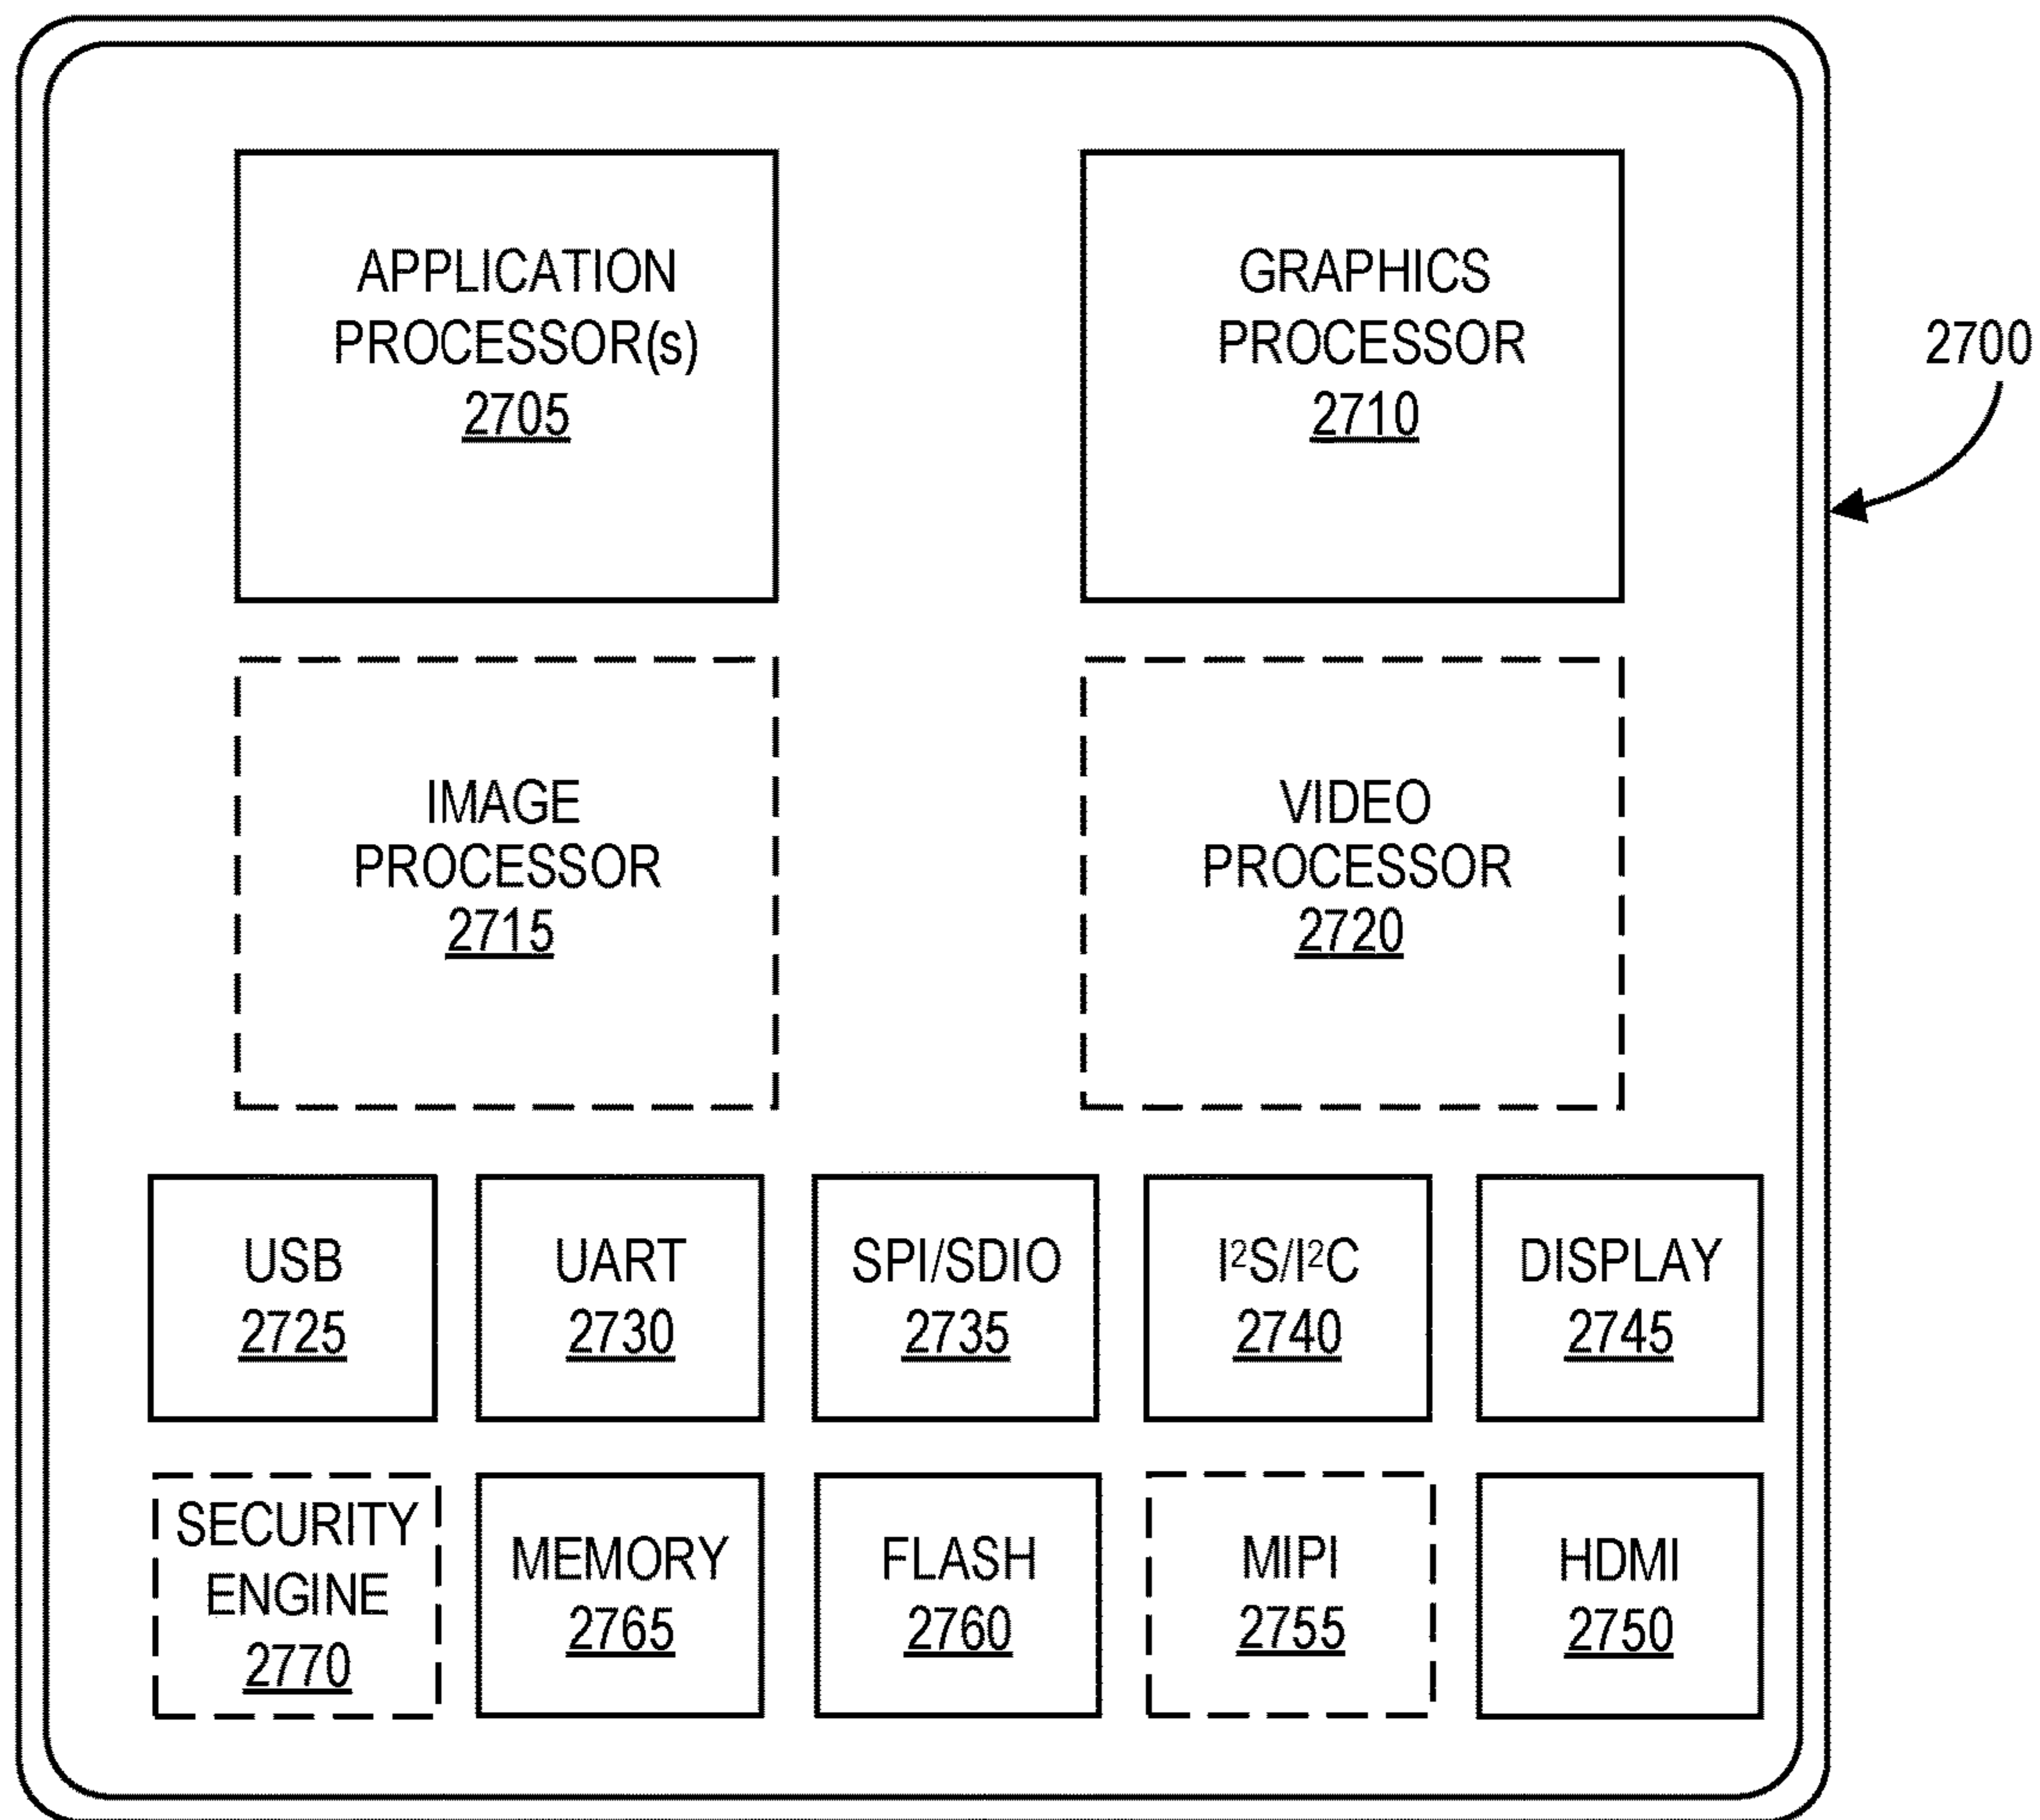 APPLICATION
PROCESSOR(s)
2705
GRAPHICS
PROCESSOR
2710
2700
IMAGE
PROCESSOR
2715
VIDEO
PROCESSOR
2720
USB
2725
UART
2730
SPI/SDIO
2735
I²S/I²C
2740
DISPLAY
2745
SECURITY
ENGINE
2770
MEMORY
2765
FLASH
2760
MIPI
2755
HDMI
2750